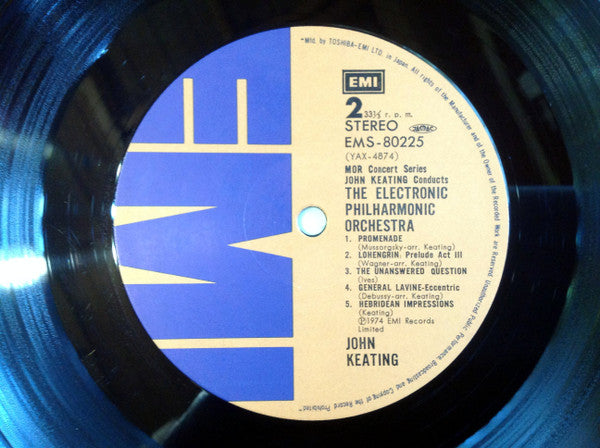 "Mfd. by TOSHIBA-EMI LTD. in Japan. All rights of the Manufacturer and of the Owner of the Recorded Work are Reserved. Unauthorized Public Performance, Broadcasting and Copying of the Record Prohibited"
EMI
EMI
2 33⅓ r. p. m.
STEREO
EMS-80225
(YAX-4874)
MOR Concert Series
JOHN KEATING Conducts
THE ELECTRONIC
PHILHARMONIC
ORCHESTRA
1. PROMENADE
(Mussorgsky-arr. Keating)
2. LOHENGRIN: Prelude Act III
(Wagner-arr. Keating)
3. THE UNANSWERED QUESTION
(Ives)
4. GENERAL LAVINE-Eccentric
(Debussy-arr. Keating)
5. HEBRIDEAN IMPRESSIONS
(Keating)
Ⓟ1974 EMI Records
Limited
JOHN
KEATING